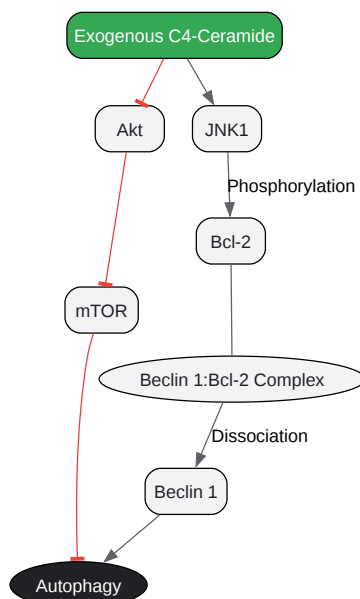 Exogenous C4-Ceramide
Akt
JNK1
Phosphorylation
Bcl-2
mTOR
Beclin 1:Bcl-2 Complex
Dissociation
Beclin 1
Autophagy